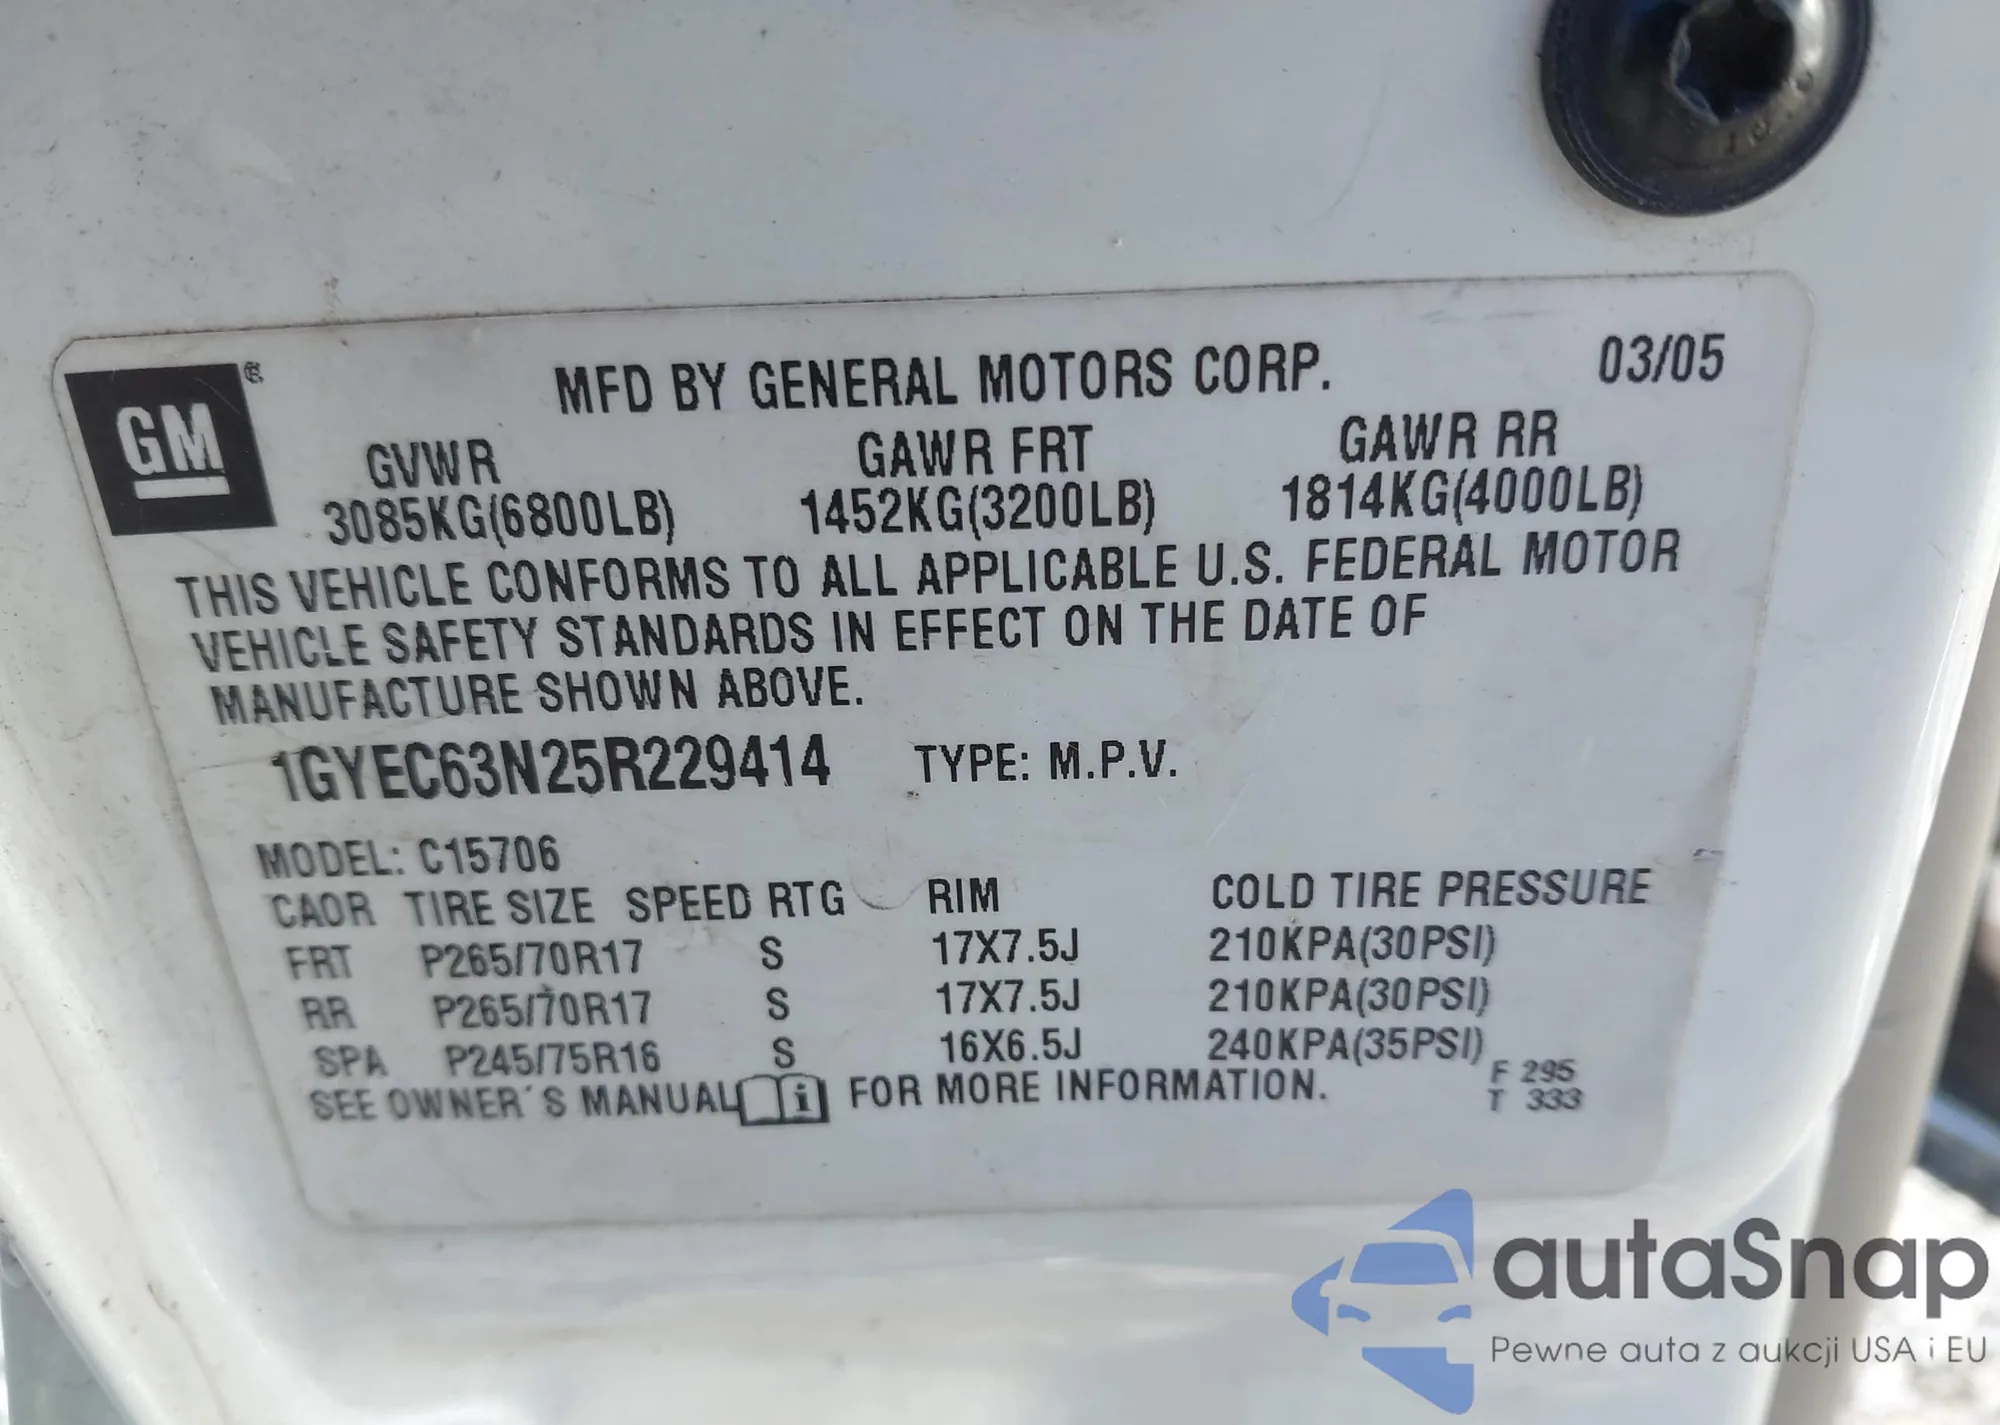 GM
®
MFD BY GENERAL MOTORS CORP. 03/05
GVWR GAWR FRT GAWR RR
3085KG(6800LB) 1452KG(3200LB) 1814KG(4000LB)
THIS VEHICLE CONFORMS TO ALL APPLICABLE U.S. FEDERAL MOTOR
VEHICLE SAFETY STANDARDS IN EFFECT ON THE DATE OF
MANUFACTURE SHOWN ABOVE.
1GYEC63N25R229414 TYPE: M.P.V.
MODEL: C15706
CAOR TIRE SIZE SPEED RTG RIM COLD TIRE PRESSURE
FRT P265/70R17 S 17X7.5J 210KPA(30PSI)
RR P265/70R17 S 17X7.5J 210KPA(30PSI)
SPA P245/75R16 S 16X6.5J 240KPA(35PSI)
SEE OWNER'S MANUAL i FOR MORE INFORMATION.
F 295
T 333
autaSnap
Pewne auta z aukcji USA i EU